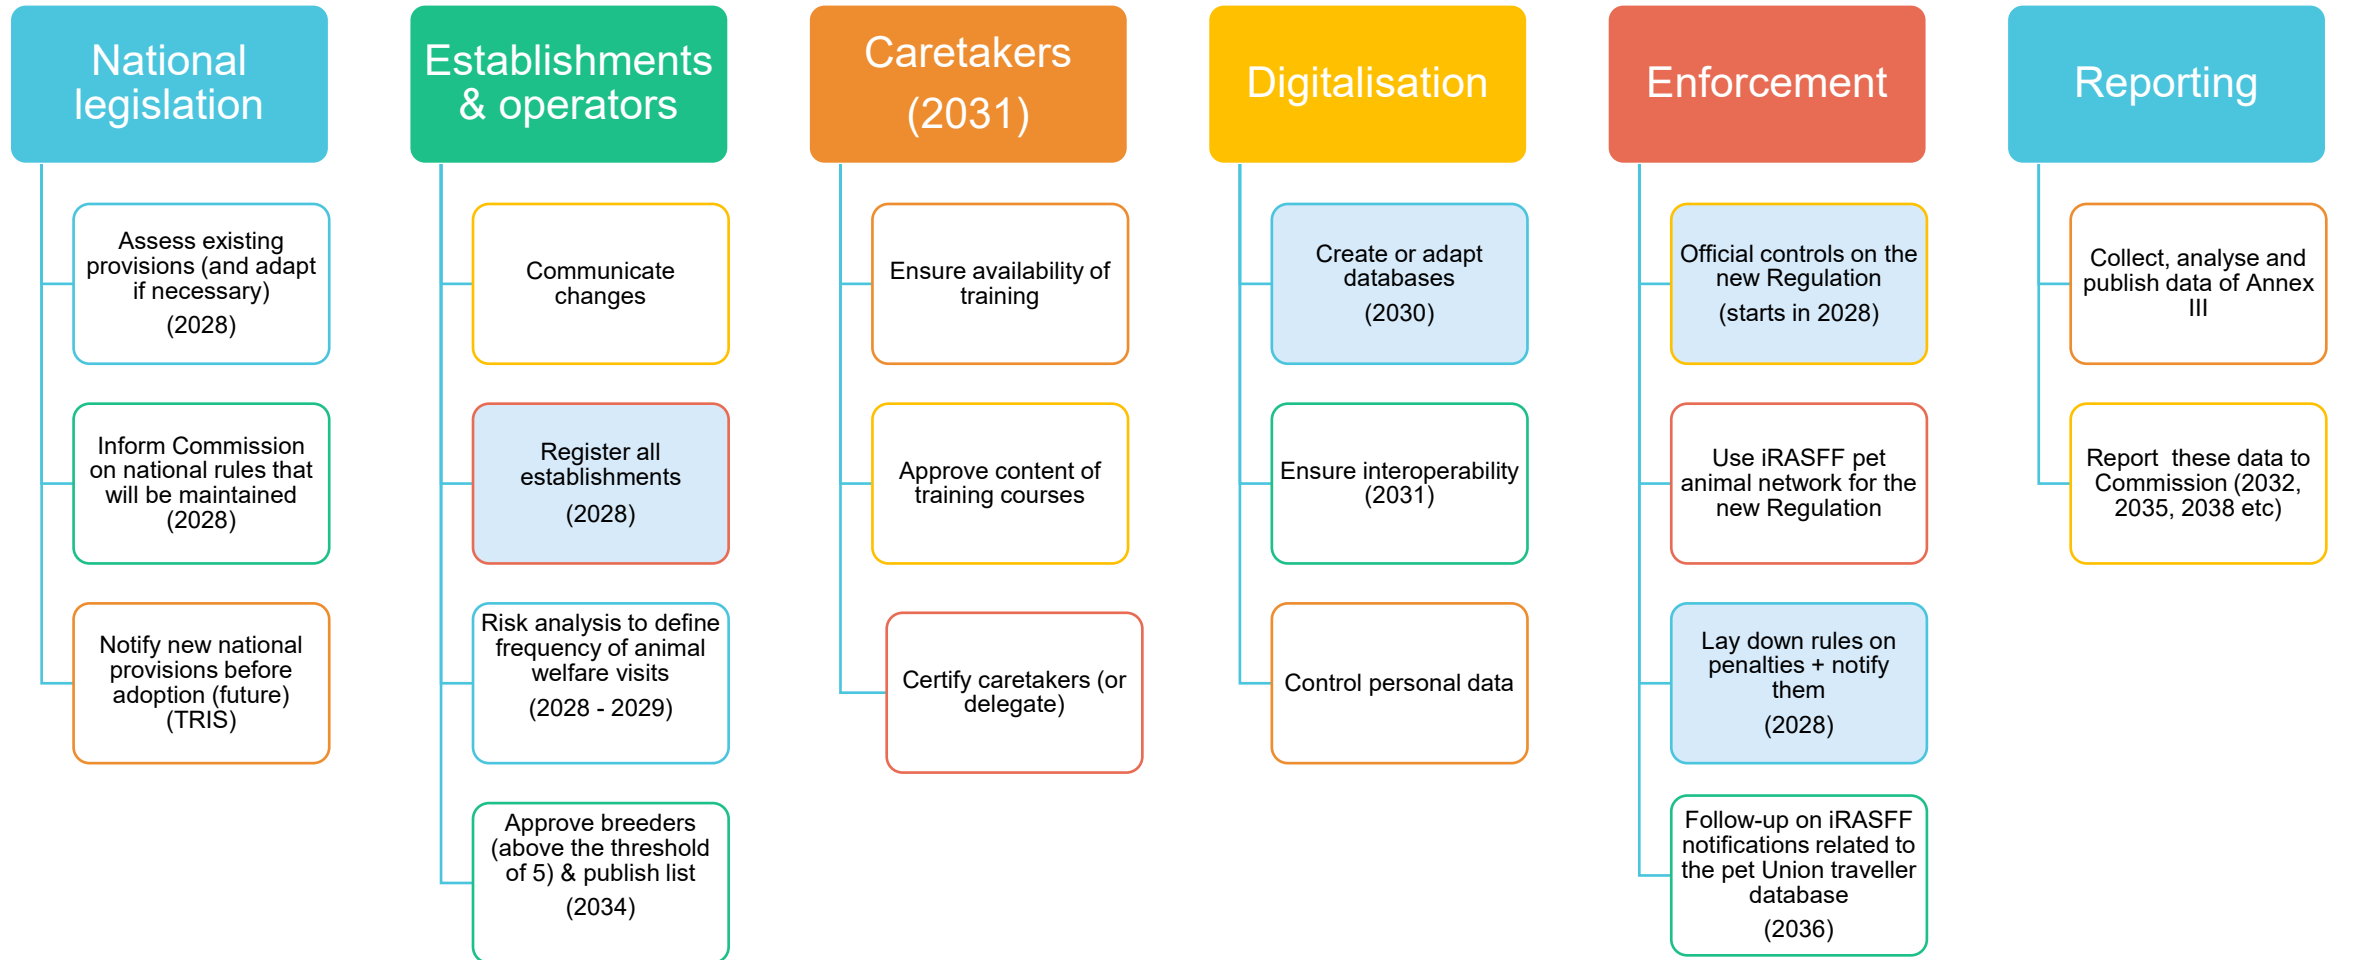 National
legislation
Assess existing
provisions (and adapt
if necessary)
(2028)
Inform Commission
on national rules that
will be maintained
(2028)
Notify new national
provisions before
adoption (future)
(TRIS)
Establishments
& operators
Communicate
changes
Register all
establishments
(2028)
Risk analysis to define
frequency of animal
welfare visits
(2028 - 2029)
Approve breeders
(above the threshold
of 5) & publish list
(2034)
Caretakers
(2031)
Ensure availability of
training
Approve content of
training courses
Certify caretakers (or
delegate)
Digitalisation
Create or adapt
databases
(2030)
Ensure interoperability
(2031)
Control personal data
Enforcement
Official controls on the
new Regulation
(starts in 2028)
Use iRASFF pet
animal network for the
new Regulation
Lay down rules on
penalties + notify
them
(2028)
Follow-up on iRASFF
notifications related to
the pet Union traveller
database
(2036)
Reporting
Collect, analyse and
publish data of Annex
III
Report  these data to
Commission (2032,
2035, 2038 etc)